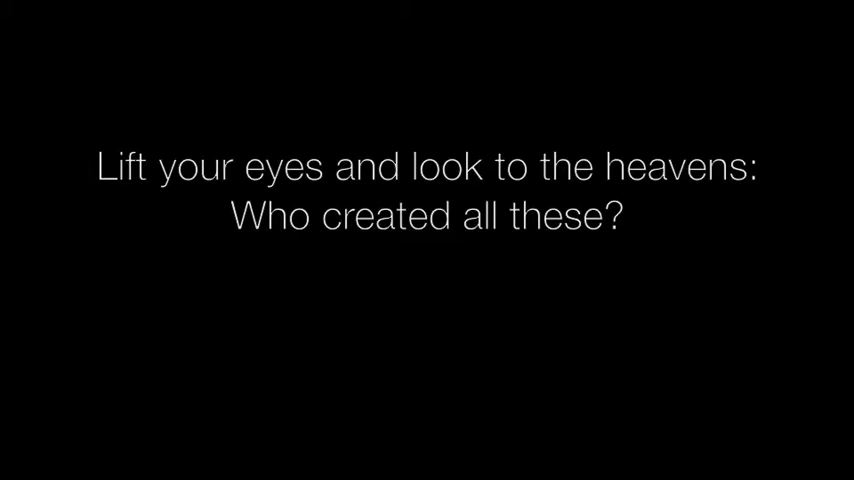 Lift your eyes and look to the heavens:
Who created all these?